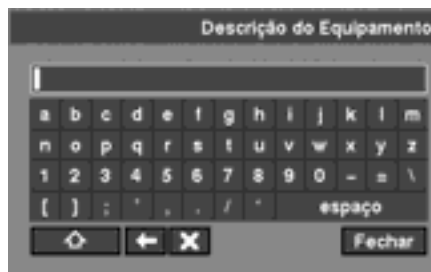 Descrição do Equipamento
a b c d e f g h i j k l m
n o p q r s t u v w x y z
1 2 3 4 5 6 7 8 9 0 - = \
[ ] ; ' , . / espaço
Fechar